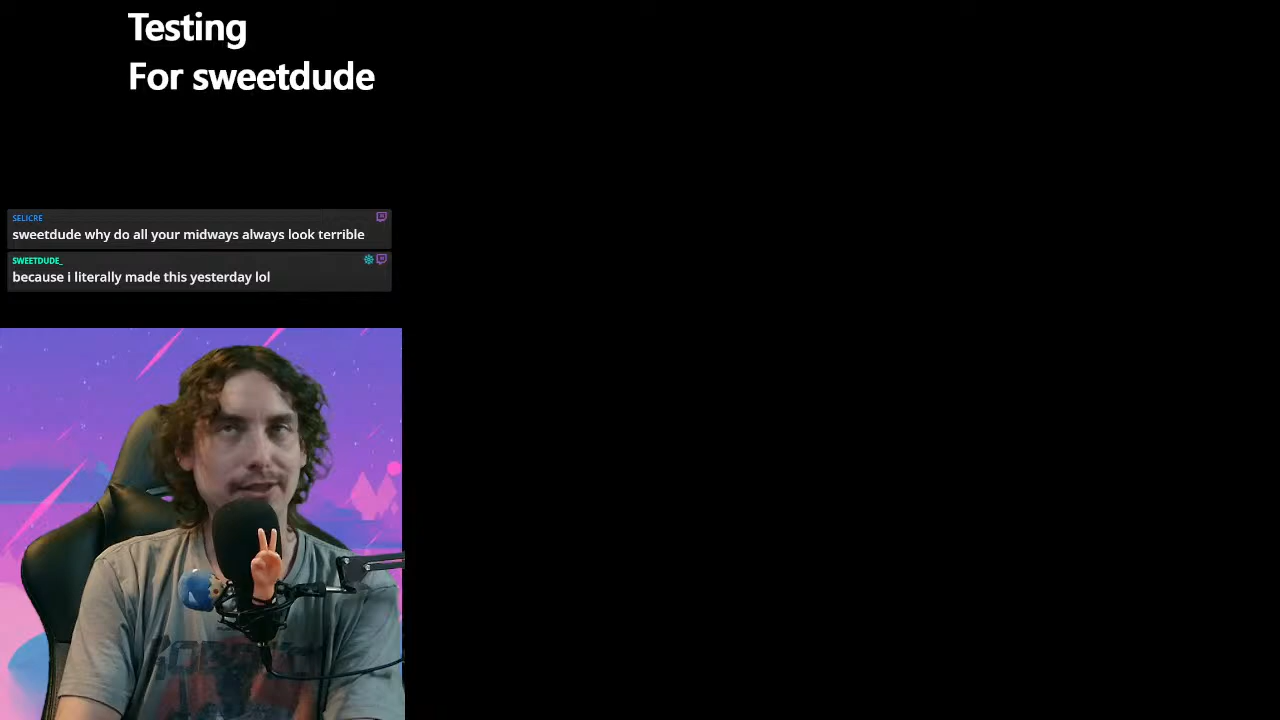 Testing
For sweetdude
SELICRE
sweetdude why do all your midways always look terrible
SWEETDUDE_
because i literally made this yesterday lol